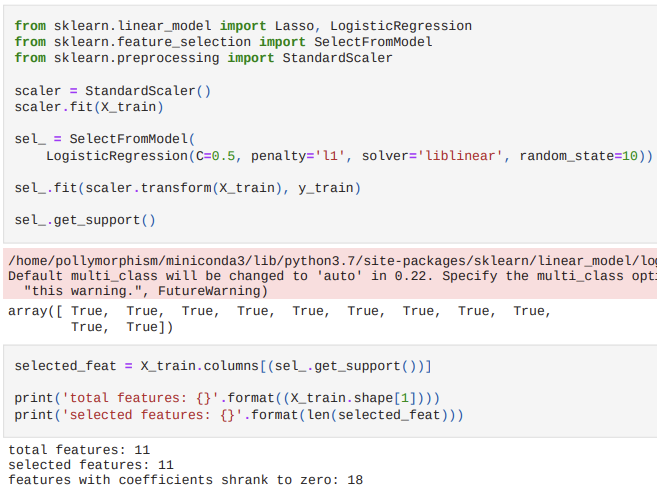 from sklearn.linear_model import Lasso, LogisticRegression
from sklearn.feature_selection import SelectFromModel
from sklearn.preprocessing import StandardScaler
scaler = StandardScaler()
scaler.fit(X_train)
sel_ = SelectFromModel(
    LogisticRegression(C=0.5, penalty='l1', solver='liblinear', random_state=10))
sel_.fit(scaler.transform(X_train), y_train)
sel_.get_support()
/home/pollymorphism/miniconda3/lib/python3.7/site-packages/sklearn/linear_model/log
Default multi_class will be changed to 'auto' in 0.22. Specify the multi_class opti
  "this warning.", FutureWarning)
array([ True,  True,  True,  True,  True,  True,  True,  True,  True,
        True,  True])
selected_feat = X_train.columns[(sel_.get_support())]
print('total features: {}'.format((X_train.shape[1])))
print('selected features: {}'.format(len(selected_feat)))
total features: 11
selected features: 11
features with coefficients shrank to zero: 18